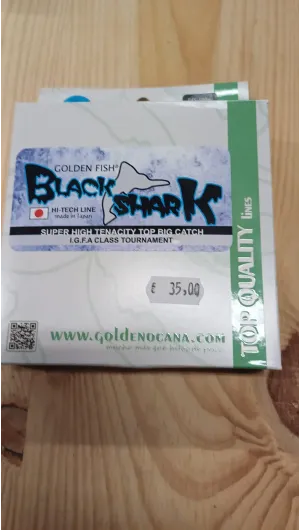 GOLDEN FISH®
BLACK SHARK
HI-TECH LINE
made in Japan
SUPER HIGH TENACITY TOP BIG CATCH
I.G.F.A CLASS TOURNAMENT
€ 35,00
www.GOLDENOCANA.COM
TOP QUALITY LINES